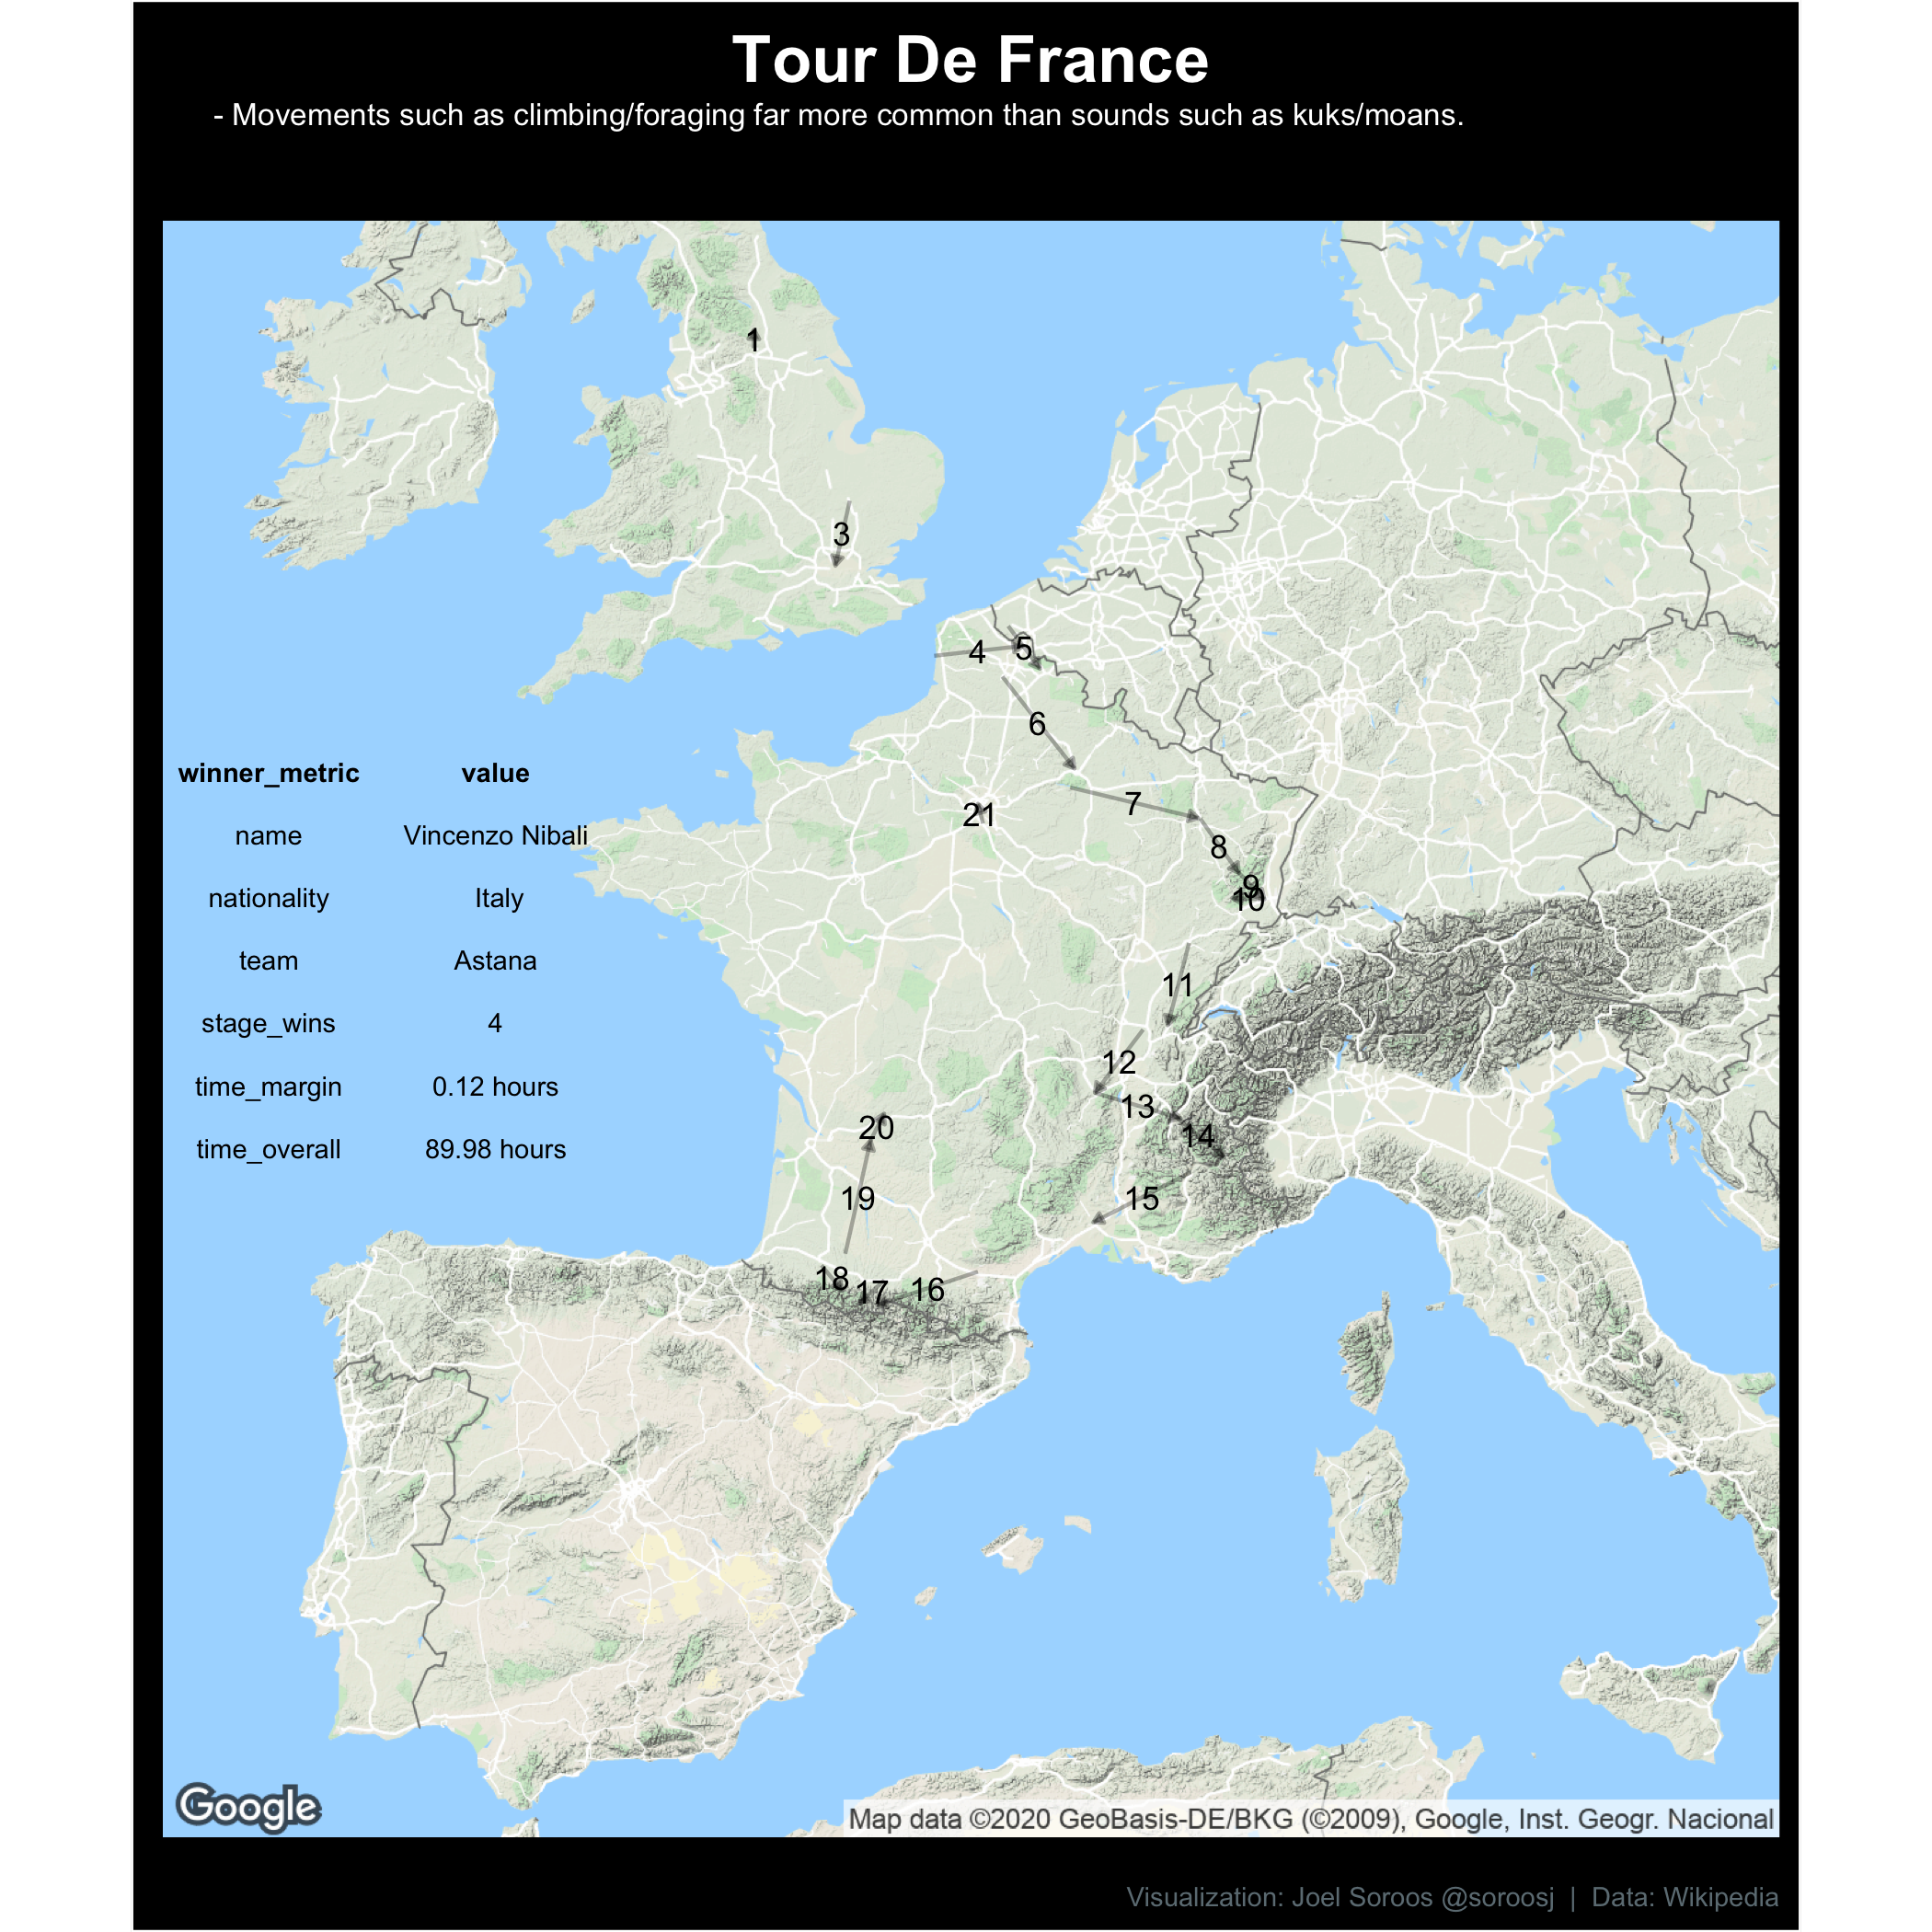 Tour De France
- Movements such as climbing/foraging far more common than sounds such as kuks/moans.
1
3
4
5
6
7
8
9
10
11
12
13
14
15
16
17
18
19
20
21
winner_metric value
name Vincenzo Nibali
nationality Italy
team Astana
stage_wins 4
time_margin 0.12 hours
time_overall 89.98 hours
Google
Map data ©2020 GeoBasis-DE/BKG (©2009), Google, Inst. Geogr. Nacional
Visualization: Joel Soroos @soroosj | Data: Wikipedia